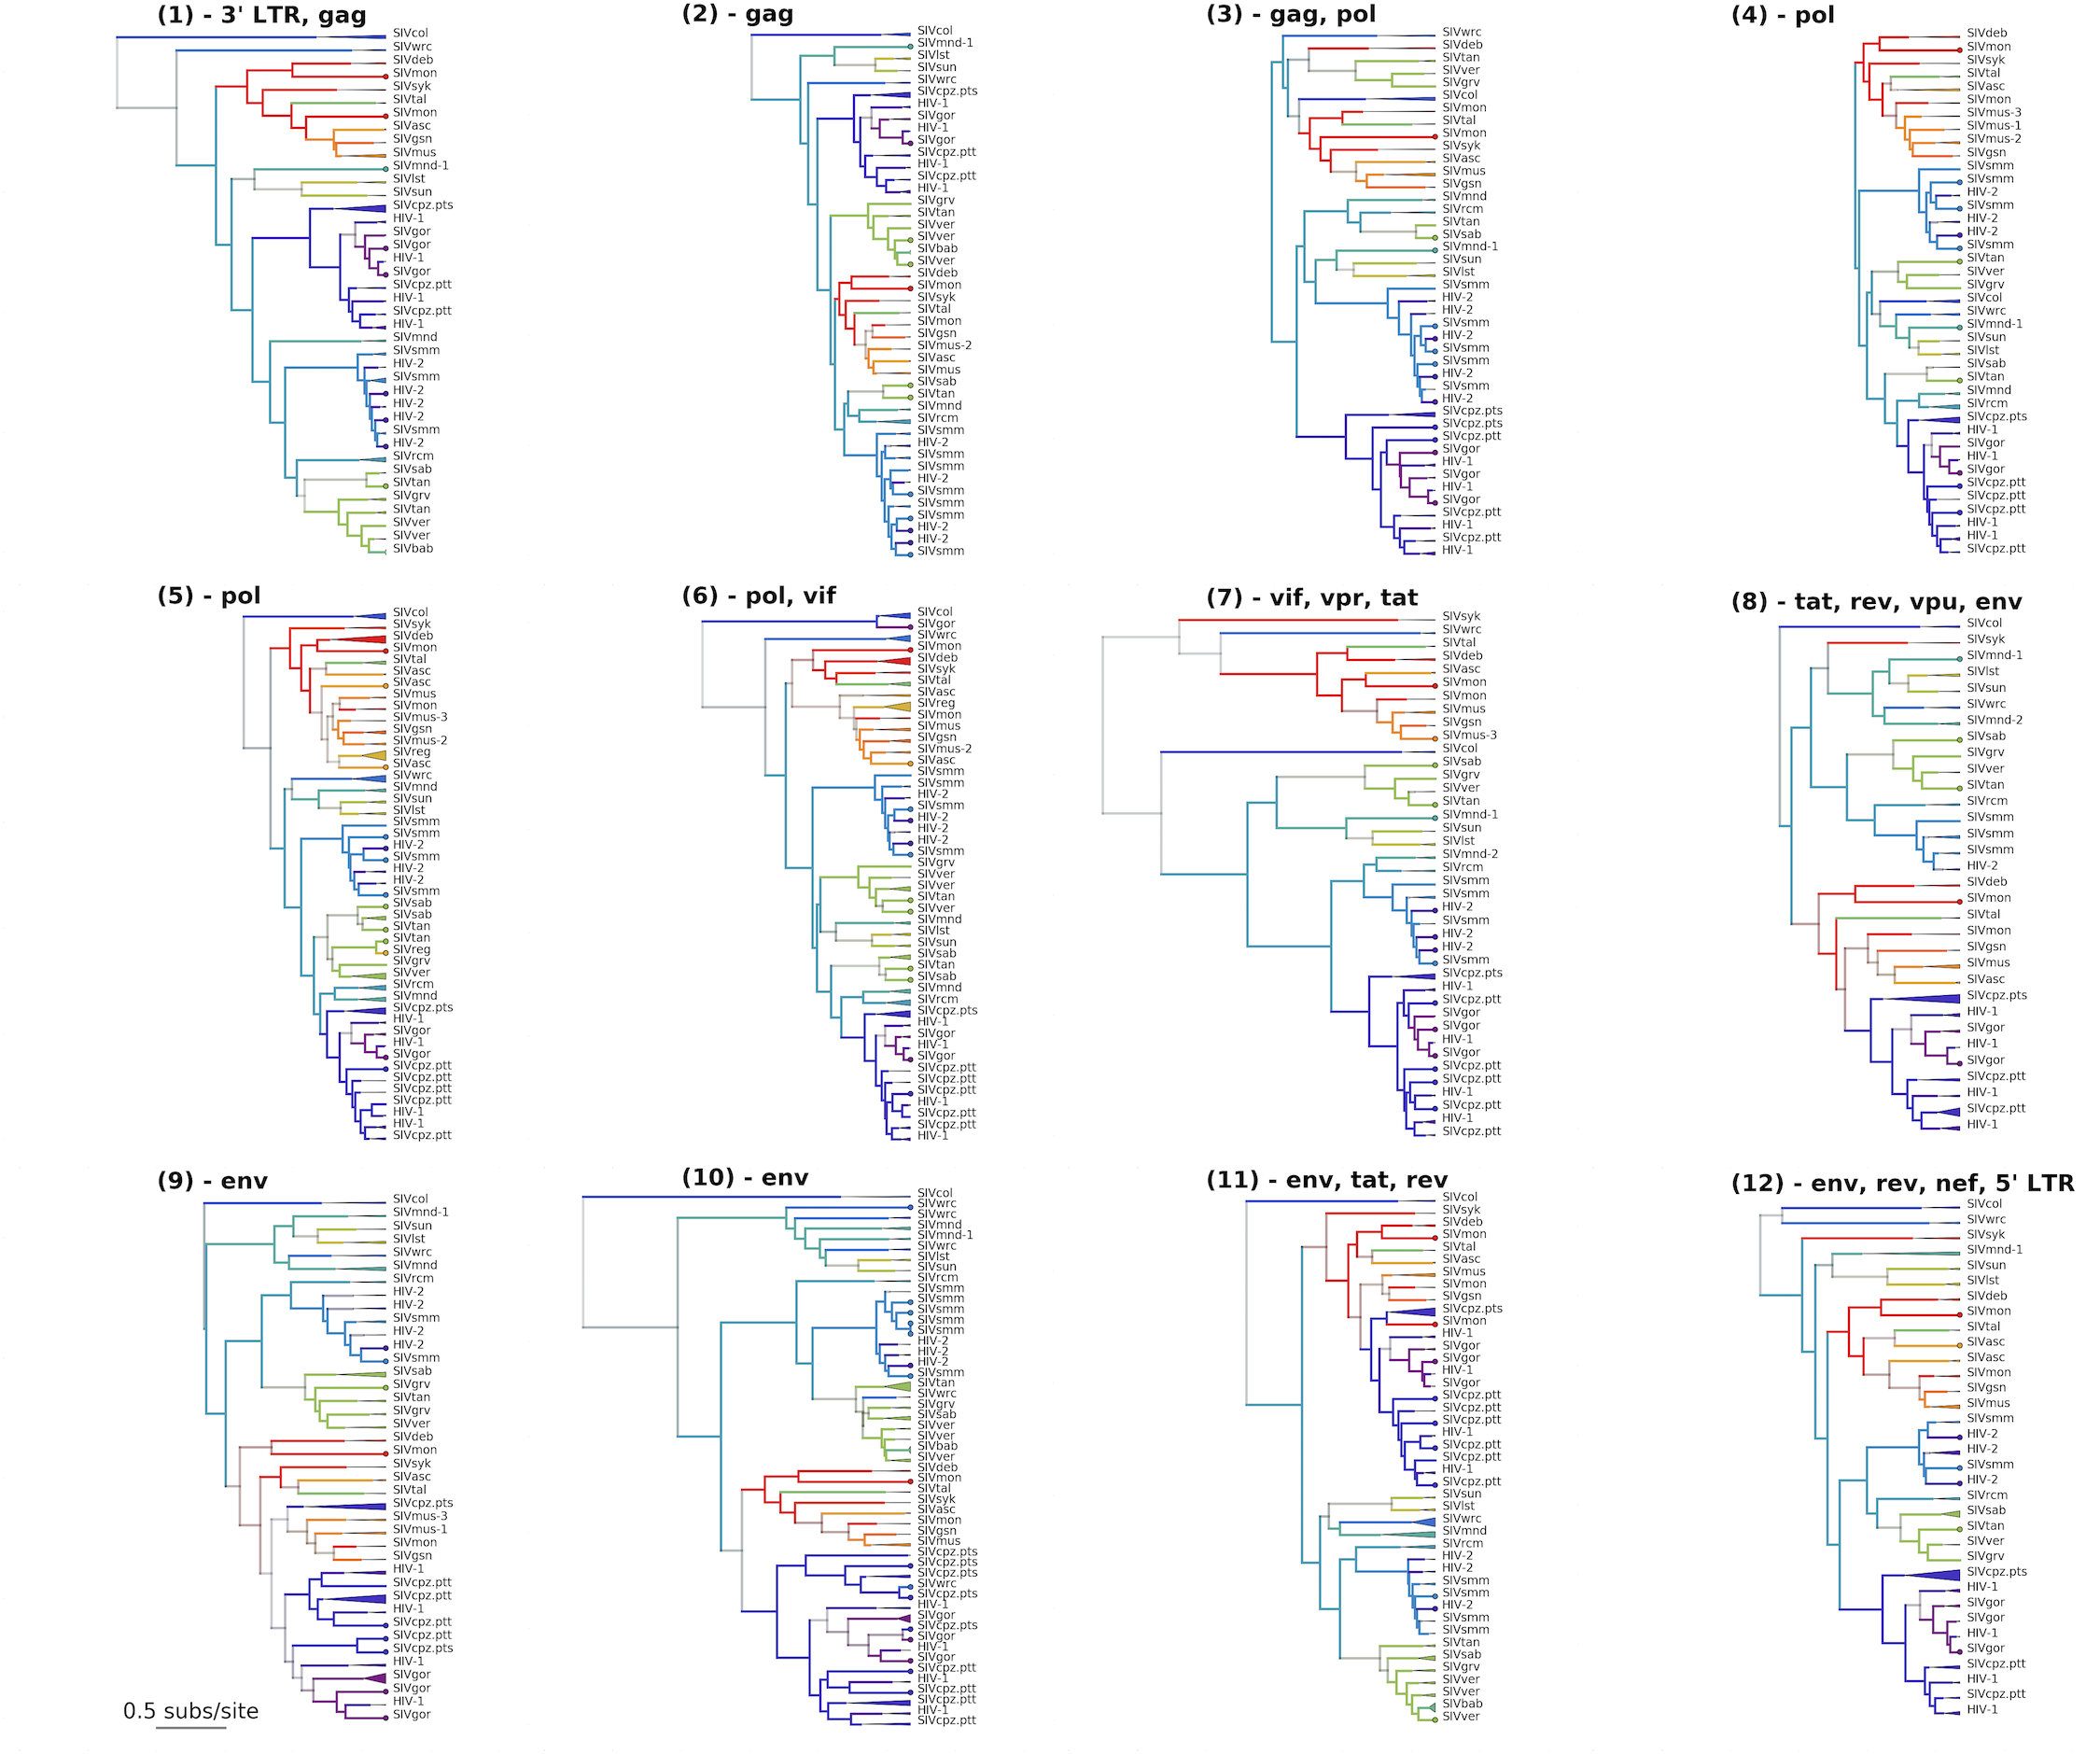 (1) - 3' LTR, gag
SIVcol
SIVwrc
SIVdeb
SIVmon
SIVsyk
SIVtal
SIVmon
SIVasc
SIVgsn
SIVmus
SIVmnd-1
SIVlst
SIVsun
SIVcpz.pts
HIV-1
SIVgor
SIVgor
HIV-1
SIVgor
SIVcpz.ptt
HIV-1
SIVcpz.ptt
HIV-1
SIVmnd
SIVsmm
HIV-2
SIVsmm
HIV-2
HIV-2
HIV-2
SIVsmm
HIV-2
SIVrcm
SIVsab
SIVtan
SIVgrv
SIVtan
SIVver
SIVver
SIVbab
(2) - gag
SIVcol
SIVmnd-1
SIVlst
SIVsun
SIVwrc
SIVcpz.pts
HIV-1
SIVgor
HIV-1
SIVgor
SIVcpz.ptt
HIV-1
SIVcpz.ptt
HIV-1
SIVgrv
SIVtan
SIVver
SIVver
SIVbab
SIVver
SIVdeb
SIVmon
SIVsyk
SIVtal
SIVmon
SIVgsn
SIVmus-2
SIVasc
SIVmus
SIVsab
SIVtan
SIVmnd
SIVrcm
SIVsmm
HIV-2
SIVsmm
SIVsmm
HIV-2
SIVsmm
SIVsmm
SIVsmm
HIV-2
HIV-2
SIVsmm
(3) - gag, pol
SIVwrc
SIVdeb
SIVtan
SIVver
SIVgrv
SIVcol
SIVmon
SIVtal
SIVmon
SIVsyk
SIVasc
SIVmus
SIVgsn
SIVmnd
SIVrcm
SIVtan
SIVsab
SIVmnd-1
SIVsun
SIVlst
SIVsmm
HIV-2
HIV-2
SIVsmm
HIV-2
SIVsmm
SIVsmm
HIV-2
SIVsmm
HIV-2
SIVcpz.pts
SIVcpz.pts
SIVcpz.ptt
SIVgor
HIV-1
SIVgor
HIV-1
SIVgor
SIVcpz.ptt
HIV-1
SIVcpz.ptt
HIV-1
(4) - pol
SIVdeb
SIVmon
SIVsyk
SIVtal
SIVasc
SIVmon
SIVmus-3
SIVmus-1
SIVmus-2
SIVgsn
SIVsmm
SIVsmm
HIV-2
SIVsmm
HIV-2
HIV-2
SIVsmm
SIVtan
SIVver
SIVgrv
SIVcol
SIVwrc
SIVmnd-1
SIVsun
SIVlst
SIVsab
SIVtan
SIVmnd
SIVrcm
SIVcpz.pts
HIV-1
SIVgor
HIV-1
SIVgor
SIVcpz.ptt
SIVcpz.ptt
SIVcpz.ptt
HIV-1
HIV-1
SIVcpz.ptt
(5) - pol
SIVcol
SIVsyk
SIVdeb
SIVmon
SIVtal
SIVasc
SIVasc
SIVmus
SIVmon
SIVmus-3
SIVgsn
SIVmus-2
SIVreg
SIVasc
SIVwrc
SIVmnd
SIVsun
SIVlst
SIVsmm
SIVsmm
HIV-2
SIVsmm
HIV-2
HIV-2
SIVsmm
SIVsab
SIVsab
SIVtan
SIVtan
SIVreg
SIVgrv
SIVver
SIVrcm
SIVmnd
SIVcpz.pts
HIV-1
SIVgor
HIV-1
SIVgor
SIVcpz.ptt
SIVcpz.ptt
SIVcpz.ptt
SIVcpz.ptt
HIV-1
HIV-1
SIVcpz.ptt
(6) - pol, vif
SIVcol
SIVgor
SIVwrc
SIVmon
SIVdeb
SIVsyk
SIVtal
SIVasc
SIVreg
SIVmon
SIVmus
SIVgsn
SIVmus-2
SIVasc
SIVsmm
SIVsmm
HIV-2
SIVsmm
HIV-2
HIV-2
HIV-2
SIVsmm
SIVgrv
SIVver
SIVver
SIVtan
SIVver
SIVmnd
SIVlst
SIVsun
SIVsab
SIVtan
SIVsab
SIVmnd
SIVrcm
SIVcpz.pts
HIV-1
SIVgor
HIV-1
SIVgor
SIVcpz.ptt
SIVcpz.ptt
SIVcpz.ptt
HIV-1
SIVcpz.ptt
SIVcpz.ptt
HIV-1
(7) - vif, vpr, tat
SIVsyk
SIVwrc
SIVtal
SIVdeb
SIVasc
SIVmon
SIVmon
SIVmus
SIVgsn
SIVmus-3
SIVcol
SIVsab
SIVgrv
SIVver
SIVtan
SIVmnd-1
SIVsun
SIVlst
SIVmnd-2
SIVrcm
SIVsmm
SIVsmm
HIV-2
SIVsmm
HIV-2
HIV-2
SIVsmm
SIVcpz.pts
HIV-1
SIVcpz.ptt
SIVgor
SIVgor
HIV-1
SIVgor
SIVcpz.ptt
SIVcpz.ptt
HIV-1
SIVcpz.ptt
HIV-1
SIVcpz.ptt
(8) - tat, rev, vpu, env
SIVcol
SIVsyk
SIVmnd-1
SIVlst
SIVsun
SIVwrc
SIVmnd-2
SIVsab
SIVgrv
SIVver
SIVtan
SIVrcm
SIVsmm
SIVsmm
SIVsmm
HIV-2
SIVdeb
SIVmon
SIVtal
SIVmon
SIVgsn
SIVmus
SIVasc
SIVcpz.pts
HIV-1
SIVgor
HIV-1
SIVgor
SIVcpz.ptt
HIV-1
SIVcpz.ptt
HIV-1
(9) - env
SIVcol
SIVmnd-1
SIVsun
SIVlst
SIVwrc
SIVmnd
SIVrcm
HIV-2
HIV-2
SIVsmm
HIV-2
HIV-2
SIVsmm
SIVsab
SIVgrv
SIVtan
SIVgrv
SIVver
SIVdeb
SIVmon
SIVsyk
SIVasc
SIVtal
SIVcpz.pts
SIVmus-3
SIVmus-1
SIVmon
SIVgsn
HIV-1
SIVcpz.ptt
SIVcpz.ptt
HIV-1
SIVcpz.ptt
SIVcpz.ptt
SIVcpz.pts
HIV-1
SIVgor
SIVgor
HIV-1
SIVgor
0.5 subs/site
(10) - env
SIVcol
SIVwrc
SIVwrc
SIVmnd
SIVmnd-1
SIVwrc
SIVlst
SIVsun
SIVrcm
SIVsmm
SIVsmm
SIVsmm
SIVsmm
SIVsmm
HIV-2
HIV-2
HIV-2
SIVsmm
SIVtan
SIVwrc
SIVgrv
SIVsab
SIVver
SIVver
SIVbab
SIVver
SIVdeb
SIVmon
SIVtal
SIVsyk
SIVasc
SIVmon
SIVgsn
SIVmus
SIVcpz.pts
SIVcpz.pts
SIVcpz.pts
SIVwrc
SIVcpz.pts
HIV-1
SIVgor
SIVcpz.pts
SIVgor
HIV-1
SIVgor
SIVcpz.ptt
HIV-1
SIVcpz.ptt
SIVcpz.ptt
HIV-1
SIVcpz.ptt
(11) - env, tat, rev
SIVcol
SIVsyk
SIVdeb
SIVmon
SIVtal
SIVasc
SIVmus
SIVmon
SIVgsn
SIVcpz.pts
SIVmon
HIV-1
SIVgor
SIVgor
HIV-1
SIVgor
SIVcpz.ptt
SIVcpz.ptt
SIVcpz.ptt
HIV-1
SIVcpz.ptt
SIVcpz.ptt
HIV-1
SIVcpz.ptt
SIVsun
SIVlst
SIVwrc
SIVmnd
SIVrcm
HIV-2
HIV-2
SIVsmm
SIVsmm
HIV-2
SIVsmm
SIVsmm
SIVtan
SIVsab
SIVgrv
SIVver
SIVver
SIVbab
SIVver
(12) - env, rev, nef, 5' LTR
SIVcol
SIVwrc
SIVsyk
SIVmnd-1
SIVsun
SIVlst
SIVdeb
SIVmon
SIVtal
SIVasc
SIVasc
SIVmon
SIVgsn
SIVmus
SIVsmm
HIV-2
HIV-2
SIVsmm
HIV-2
SIVrcm
SIVsab
SIVtan
SIVver
SIVgrv
SIVcpz.pts
HIV-1
SIVgor
SIVgor
HIV-1
SIVgor
SIVcpz.ptt
HIV-1
SIVcpz.ptt
HIV-1